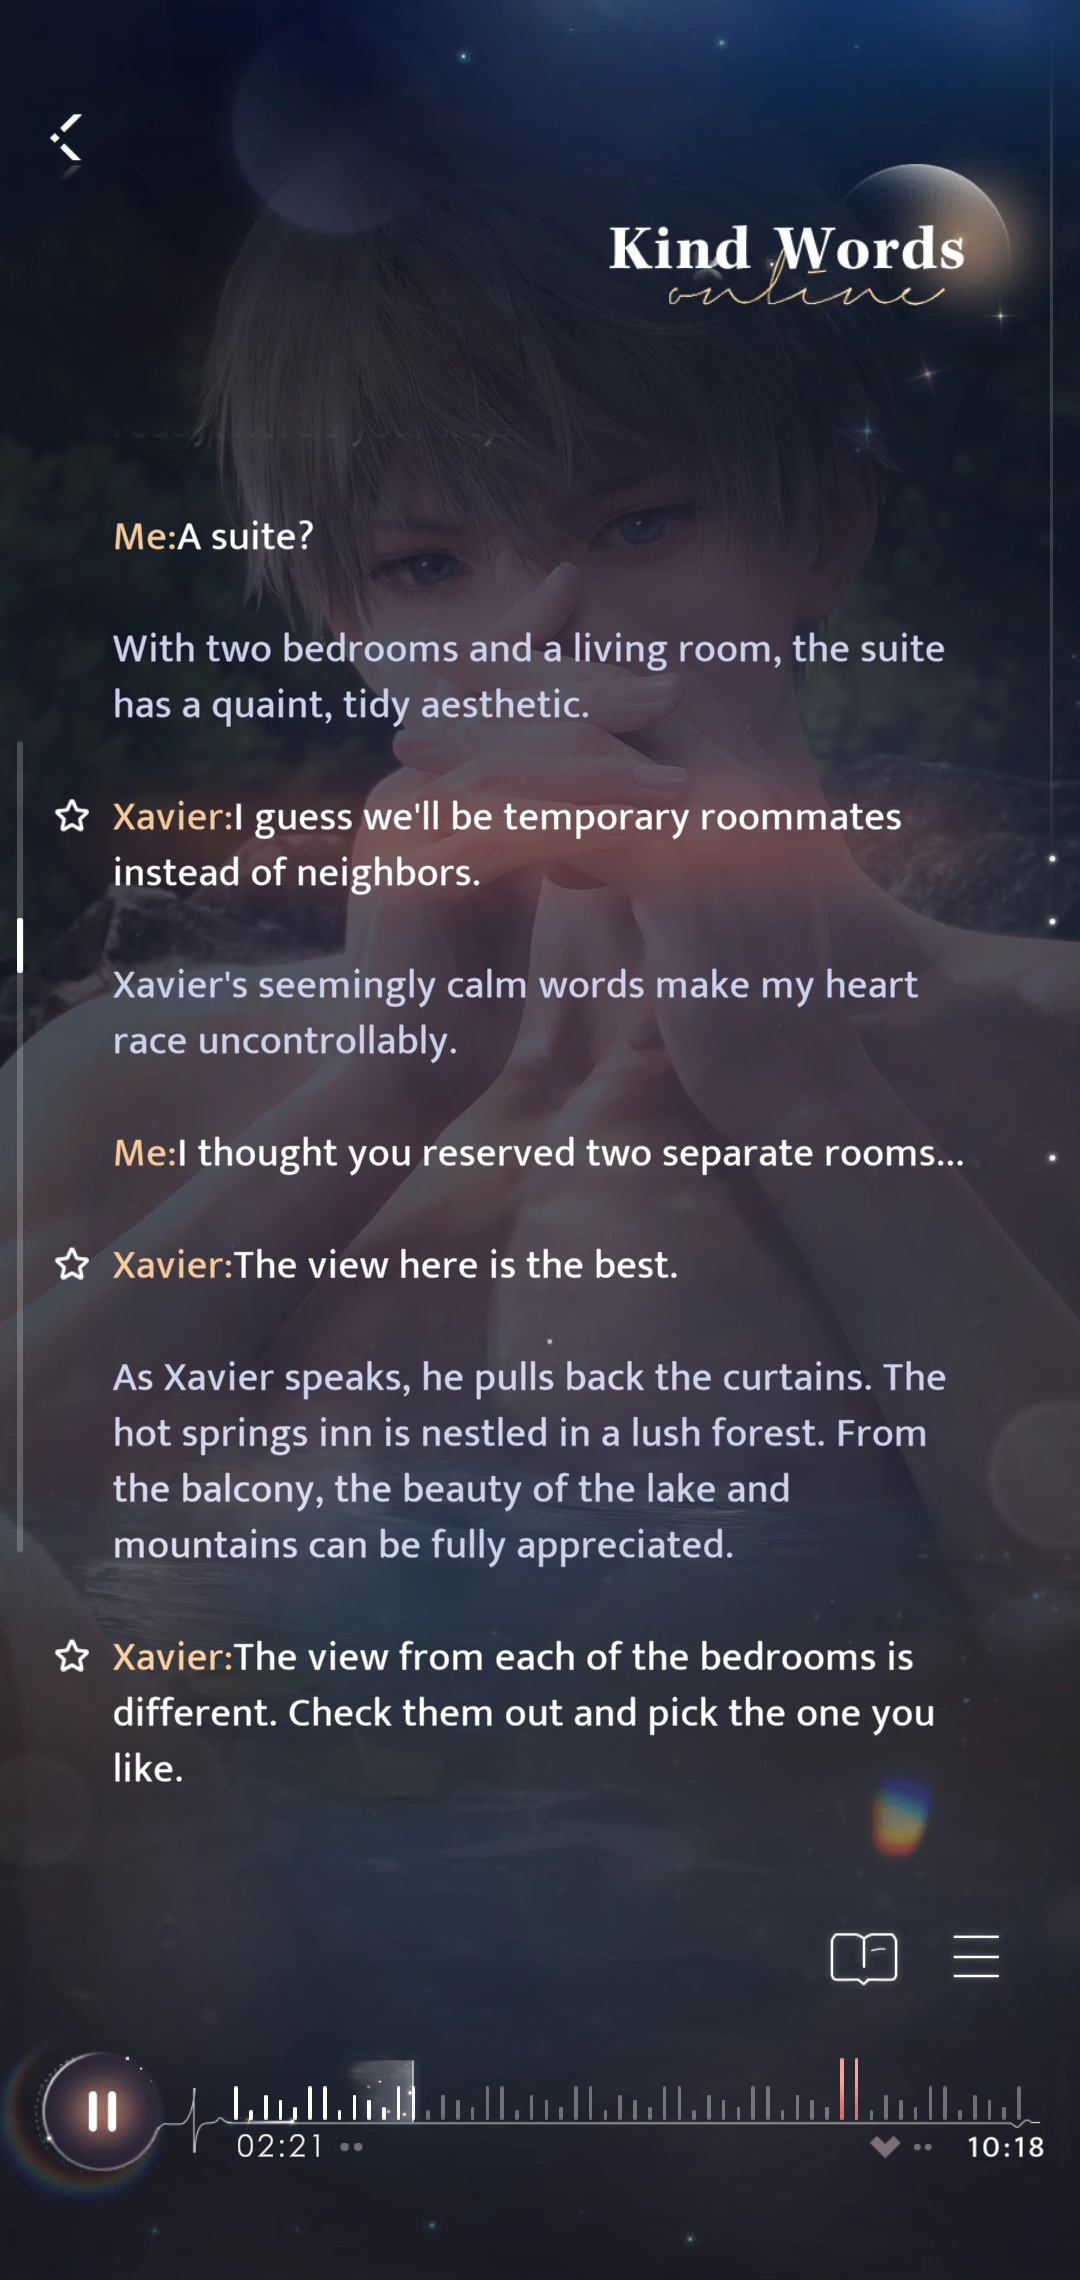 Kind Words
online
Me:A suite?
With two bedrooms and a living room, the suite
has a quaint, tidy aesthetic.
Xavier:I guess we'll be temporary roommates
instead of neighbors.
Xavier's seemingly calm words make my heart
race uncontrollably.
Me:I thought you reserved two separate rooms...
Xavier:The view here is the best.
As Xavier speaks, he pulls back the curtains. The
hot springs inn is nestled in a lush forest. From
the balcony, the beauty of the lake and
mountains can be fully appreciated.
Xavier:The view from each of the bedrooms is
different. Check them out and pick the one you
like.
02:21
10:18